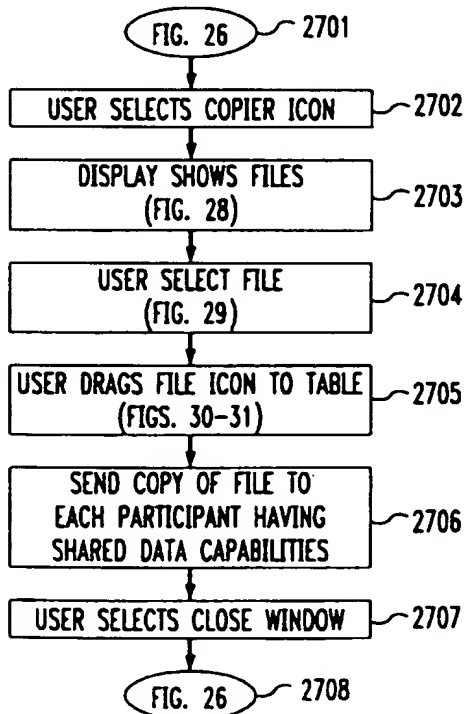 FIG. 26 2701
USER SELECTS COPIER ICON 2702
DISPLAY SHOWS FILES
(FIG. 28) 2703
USER SELECT FILE
(FIG. 29) 2704
USER DRAGS FILE ICON TO TABLE
(FIGS. 30-31) 2705
SEND COPY OF FILE TO
EACH PARTICIPANT HAVING 2706
SHARED DATA CAPABILITIES
USER SELECTS CLOSE WINDOW 2707
FIG. 26 2708